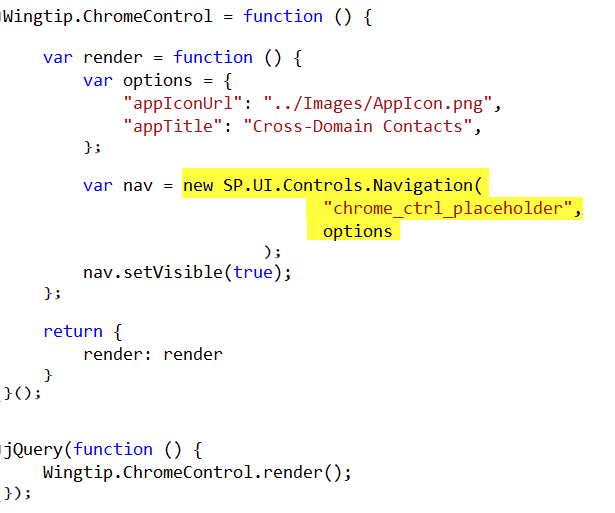 Wingtip.ChromeControl = function () {
var render = function () {
var options = {
"appIconUrl": "../Images/AppIcon.png",
"appTitle": "Cross-Domain Contacts",
};
var nav = new SP.UI.Controls.Navigation(
"chrome_ctrl_placeholder",
options
);
nav.setVisible(true);
};
return {
render: render
}
}();
jQuery(function () {
Wingtip.ChromeControl.render();
});